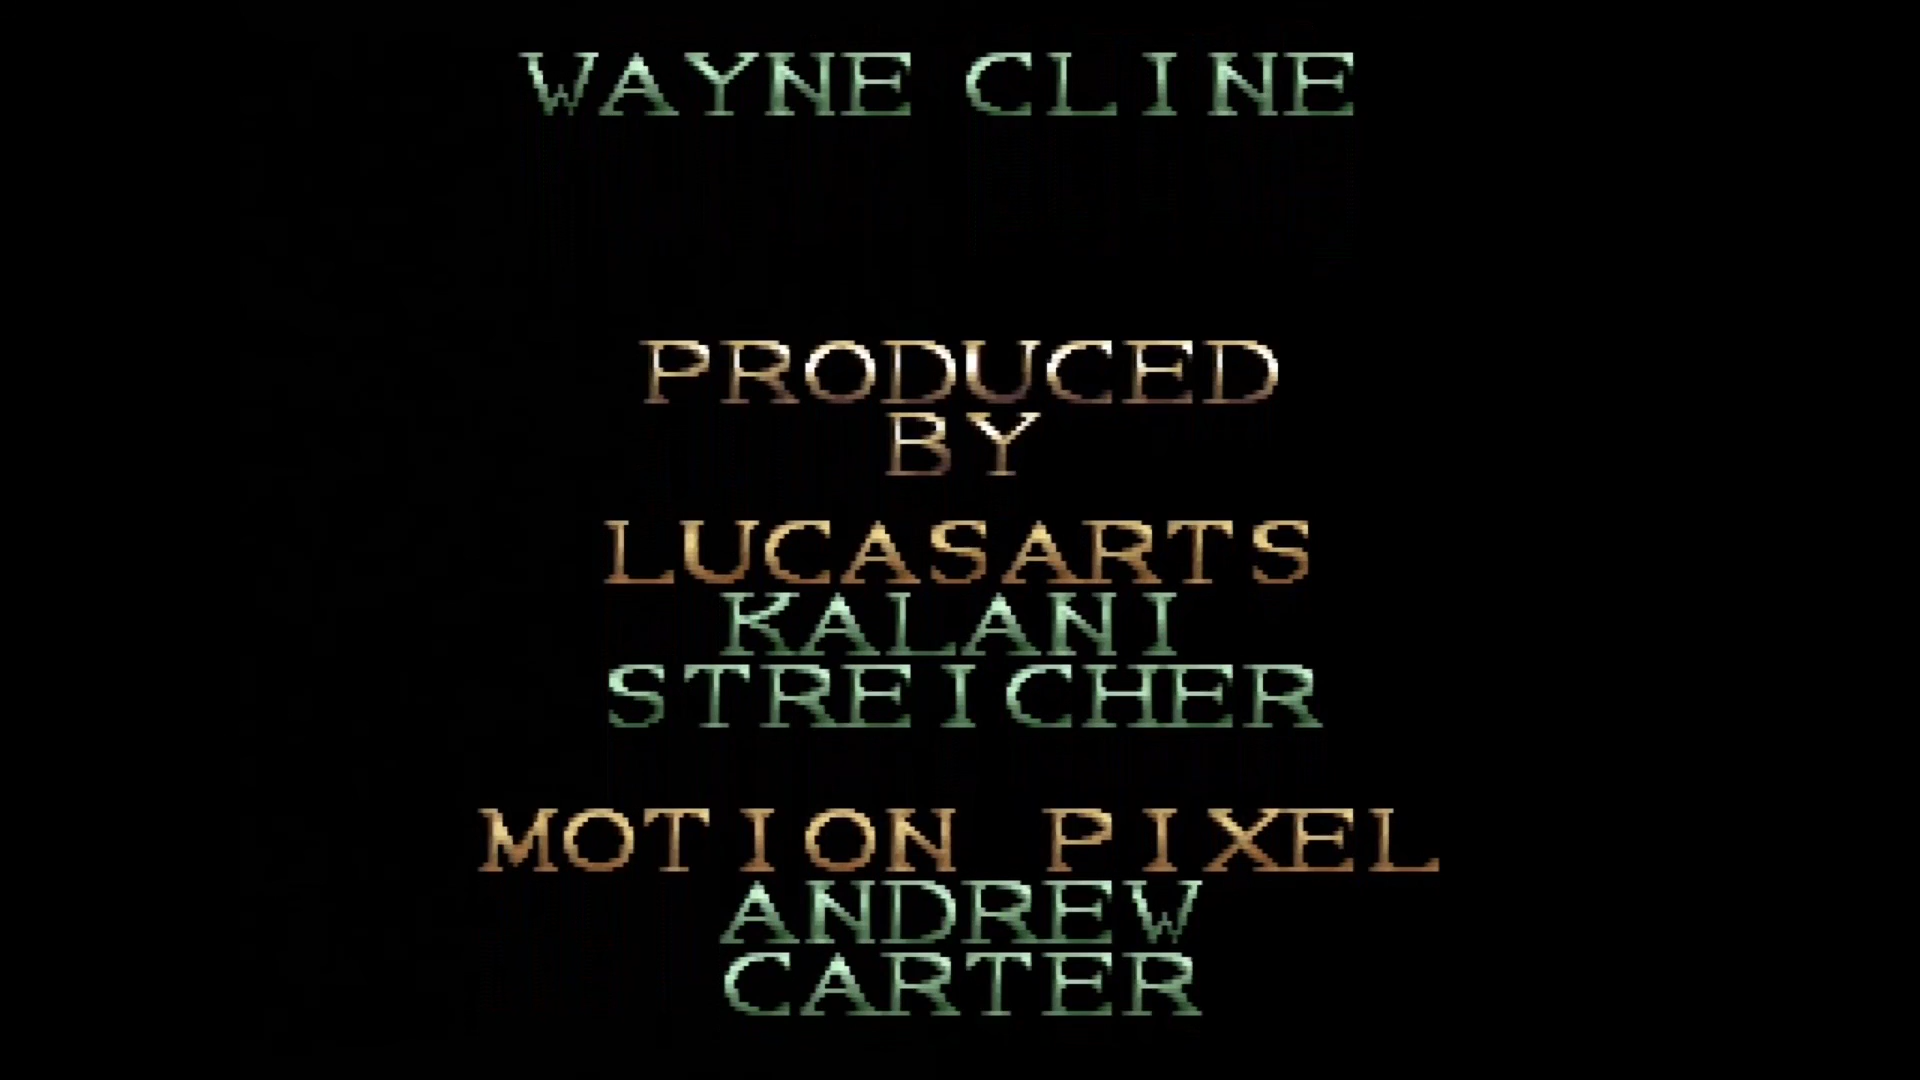 WAYNE CLINE
PRODUCED
BY
LUCASARTS
KALANI
STREICHER
MOTION PIXEL
ANDREW
CARTER